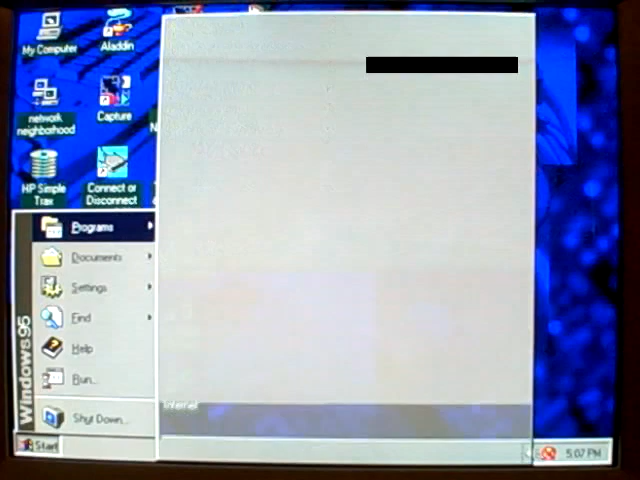 My Computer
Aladdin
network neighborhood
Capture
HP Simple Trax
Connect or Disconnect
Programs
Documents
Settings
Find
Help
Run...
Shut Down...
Windows95
Internet
Start
5:07 PM